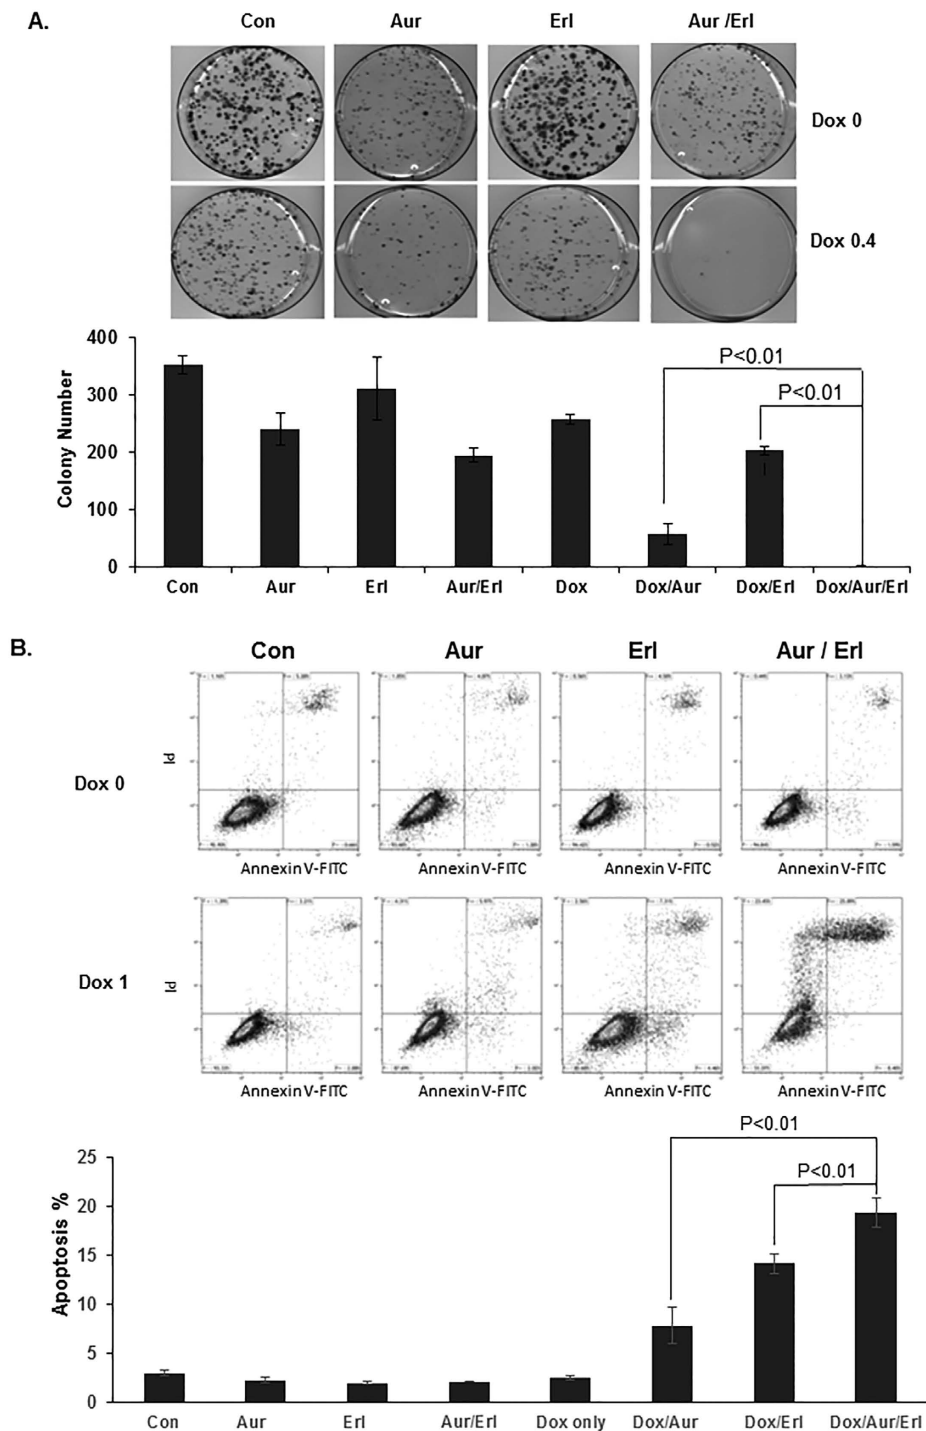 A.
Con Aur Erl Aur /Erl
Dox 0
Dox 0.4
400
300
200
100
0
Colony Number
P<0.01
P<0.01
Con Aur Erl Aur/Erl Dox Dox/Aur Dox/Erl Dox/Aur/Erl
B.
Con Aur Erl Aur / Erl
Dox 0
PI
Annexin V-FITC Annexin V-FITC Annexin V-FITC Annexin V-FITC
Dox 1
PI
Annexin V-FITC Annexin V-FITC Annexin V-FITC Annexin V-FITC
P<0.01
P<0.01
25
20
15
10
5
0
Apoptosis %
Con Aur Erl Aur/Erl Dox only Dox/Aur Dox/Erl Dox/Aur/Erl